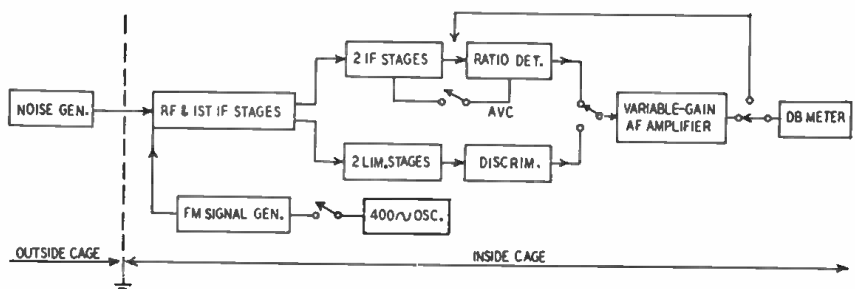 2 IF STAGES
RATIO DET.
NOISE GEN.
RF & IST IF STAGES
AVC
VARIABLE-GAIN
AF AMPLIFIER
DB METER
2 LIM. STAGES
DISCRIM.
FM SIGNAL GEN.
400~OSC.
OUTSIDE CAGE
INSIDE CAGE